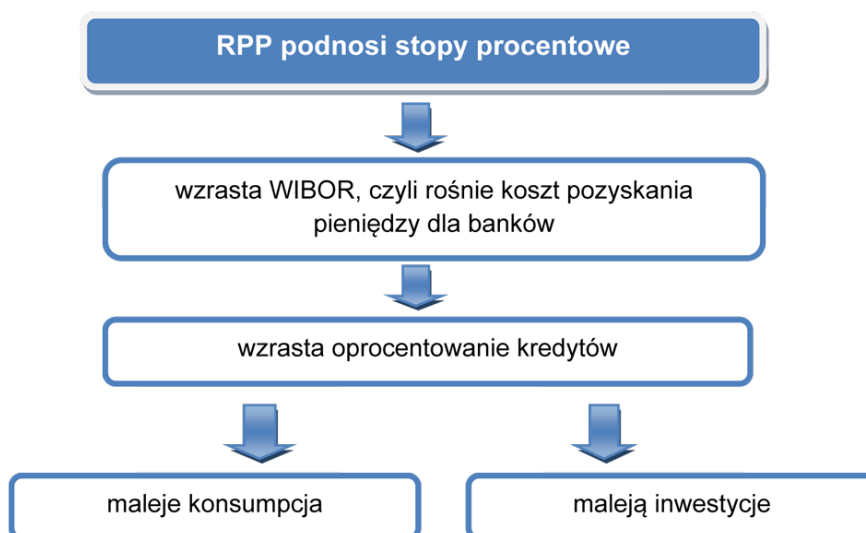 RPP podnosi stopy procentowe
wzrasta WIBOR, czyli rośnie koszt pozyskania
pieniędzy dla banków
wzrasta oprocentowanie kredytów
maleje konsumpcja
maleją inwestycje